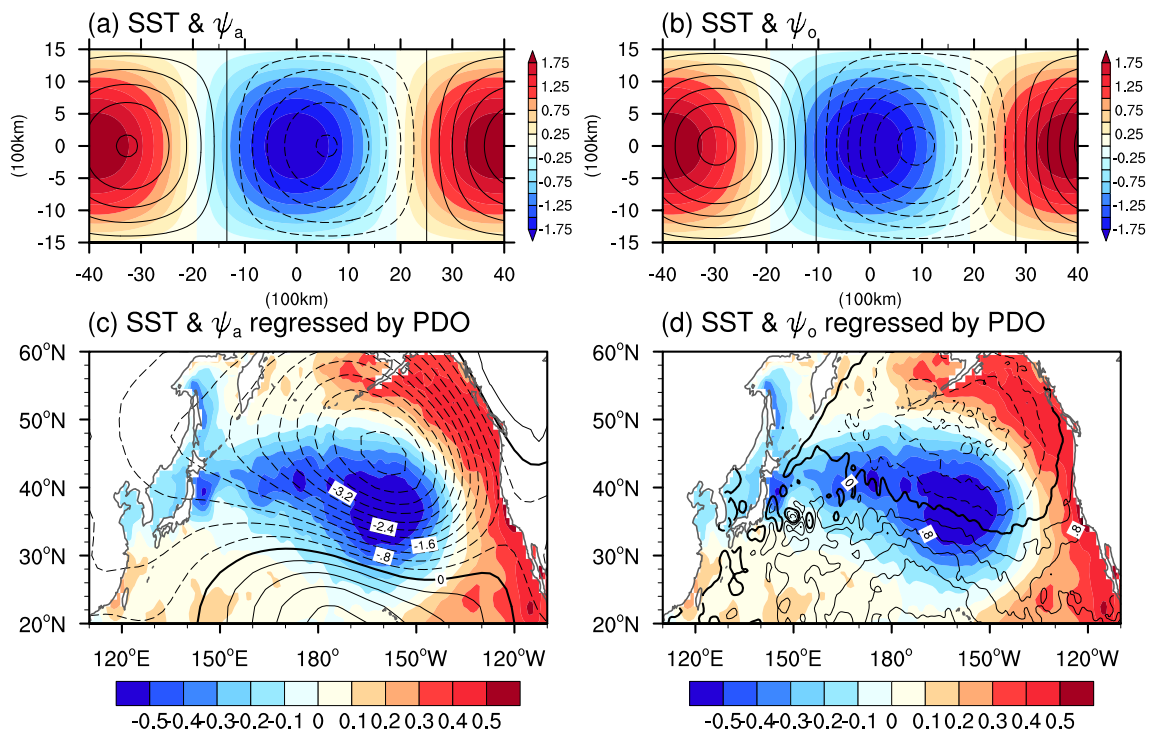 (a) SST & ψa
(b) SST & ψo
15 10 5 0 -5 -10 -15
(100km)
-40 -30 -20 -10 0 10 20 30 40
(100km)
1.75 1.25 0.75 0.25 -0.25 -0.75 -1.25 -1.75
15 10 5 0 -5 -10 -15
(100km)
-40 -30 -20 -10 0 10 20 30 40
(100km)
1.75 1.25 0.75 0.25 -0.25 -0.75 -1.25 -1.75
(c) SST & ψa regressed by PDO
60°N 50°N 40°N 30°N 20°N
-3.2
-2.4
-1.6
-.8
0
120°E 150°E 180° 150°W 120°W
-0.5-0.4-0.3-0.2-0.1 0 0.1 0.2 0.3 0.4 0.5
(d) SST & ψo regressed by PDO
60°N 50°N 40°N 30°N 20°N
0
8
8
120°E 150°E 180° 150°W 120°W
-0.5-0.4-0.3-0.2-0.1 0 0.1 0.2 0.3 0.4 0.5